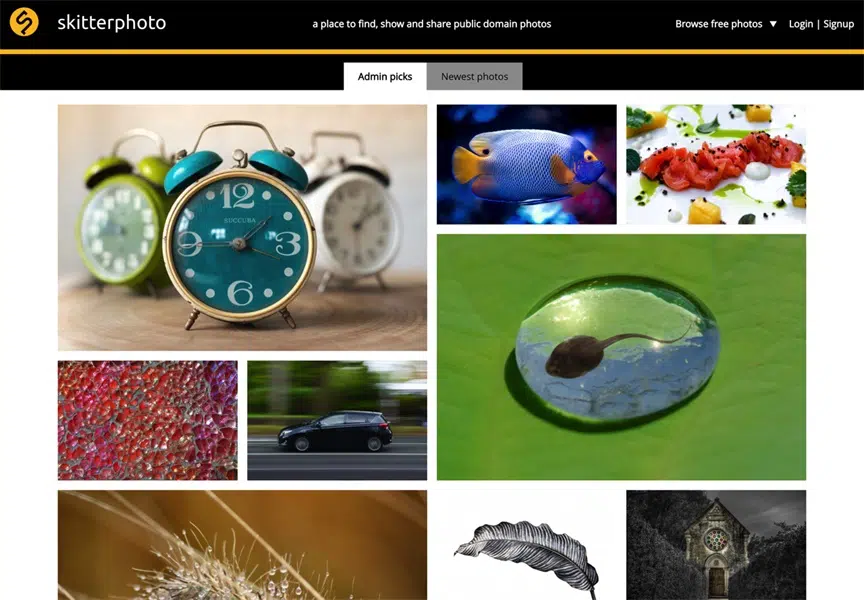 skitterphoto
a place to find, show and share public domain photos
Browse free photos ▼
Login | Signup
Admin picks
Newest photos
12
SUCCUBA
9
3
6